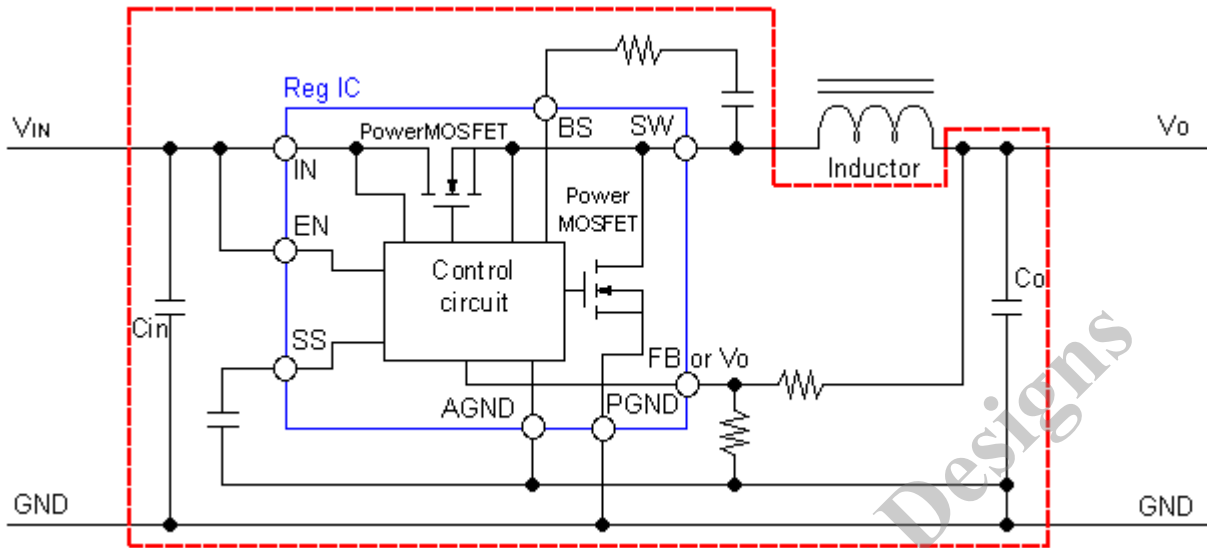 Reg IC
VIN
PowerMOSFET
BS
SW
Vo
IN
Inductor
Power
MOSFET
EN
Control
circuit
Co
Cin
SS
FB or Vo
AGND
PGND
GND
GND
Designs